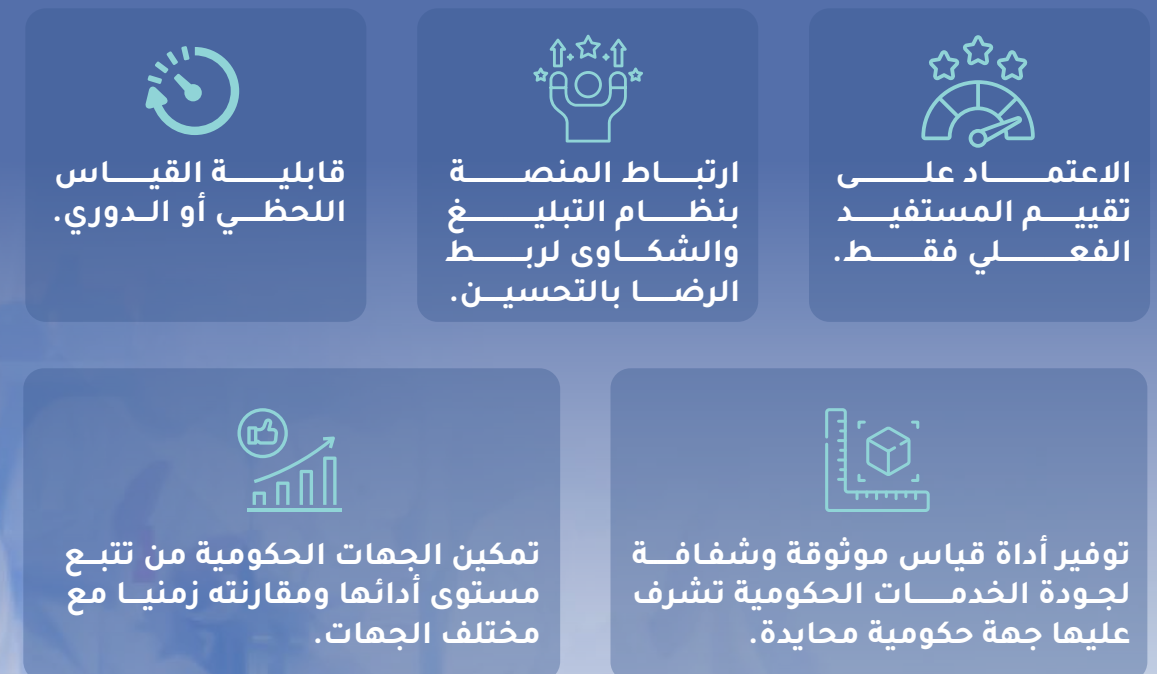 الاعتماد على
تقييم المستفيد
الفعلي فقط.
ارتباط المنصة
بنظام التبليغ
والشكاوى لربط
الرضا بالتحسين.
قابلية القياس
اللحظي أو الدوري.
توفير أداة قياس موثوقة وشفافة
لجودة الخدمات الحكومية تشرف
عليها جهة حكومية محايدة.
تمكين الجهات الحكومية من تتبع
مستوى أدائها ومقارنته زمنيا مع
مختلف الجهات.